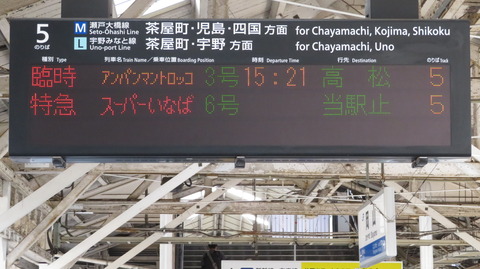 5 M 瀬戸大橋線 茶屋町・児島・四国 方面 for Chayamachi, Kojima, Shikoku
のりば Seto-Ohashi Line
L 宇野みなと線 茶屋町・宇野 方面 for Chayamachi, Uno
Uno-port Line
種別 Type 列車名 Train Name /乗車位置 Boarding Position 時刻 Departure Time 行先 Destination のりば Track
臨時 アンパンマントロッコ 3号 15:21 高松 5
特急 スーパーいなば 6号 当駅止 5